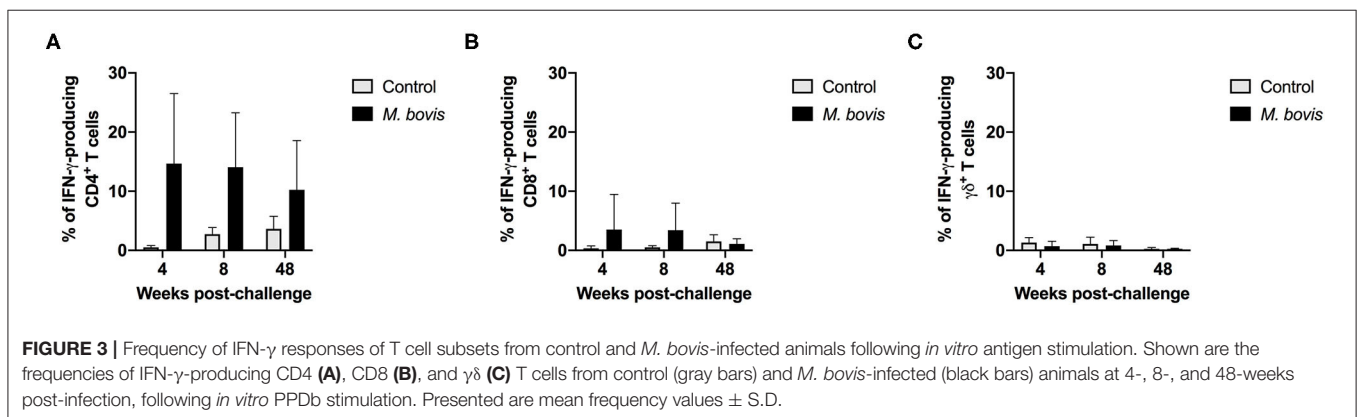 A
% of IFN-γ-producing
CD4+ T cells
30
20
10
0
4
8
48
Weeks post-challenge
Control
M. bovis
B
% of IFN-γ-producing
CD8+ T cells
30
20
10
0
4
8
48
Weeks post-challenge
Control
M. bovis
C
% of IFN-γ-producing
γδ+ T cells
30
20
10
0
4
8
48
Weeks post-challenge
Control
M. bovis
FIGURE 3 | Frequency of IFN-γ responses of T cell subsets from control and M. bovis-infected animals following in vitro antigen stimulation. Shown are the
frequencies of IFN-γ-producing CD4 (A), CD8 (B), and γδ (C) T cells from control (gray bars) and M. bovis-infected (black bars) animals at 4-, 8-, and 48-weeks
post-infection, following in vitro PPDb stimulation. Presented are mean frequency values ± S.D.